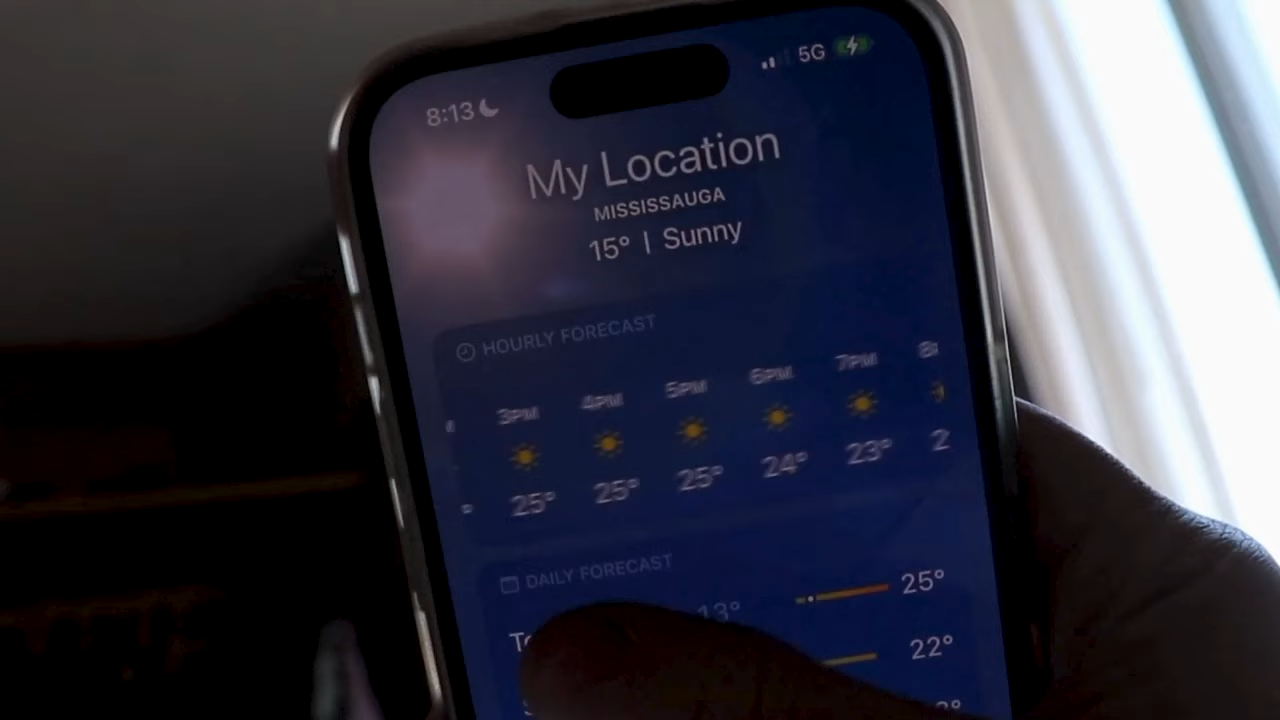 8:13
5G
My Location
MISSISSAUGA
15° | Sunny
HOURLY FORECAST
3PM 4PM 5PM 6PM 7PM
25° 25° 25° 24° 23°
DAILY FORECAST
13° 25°
22°